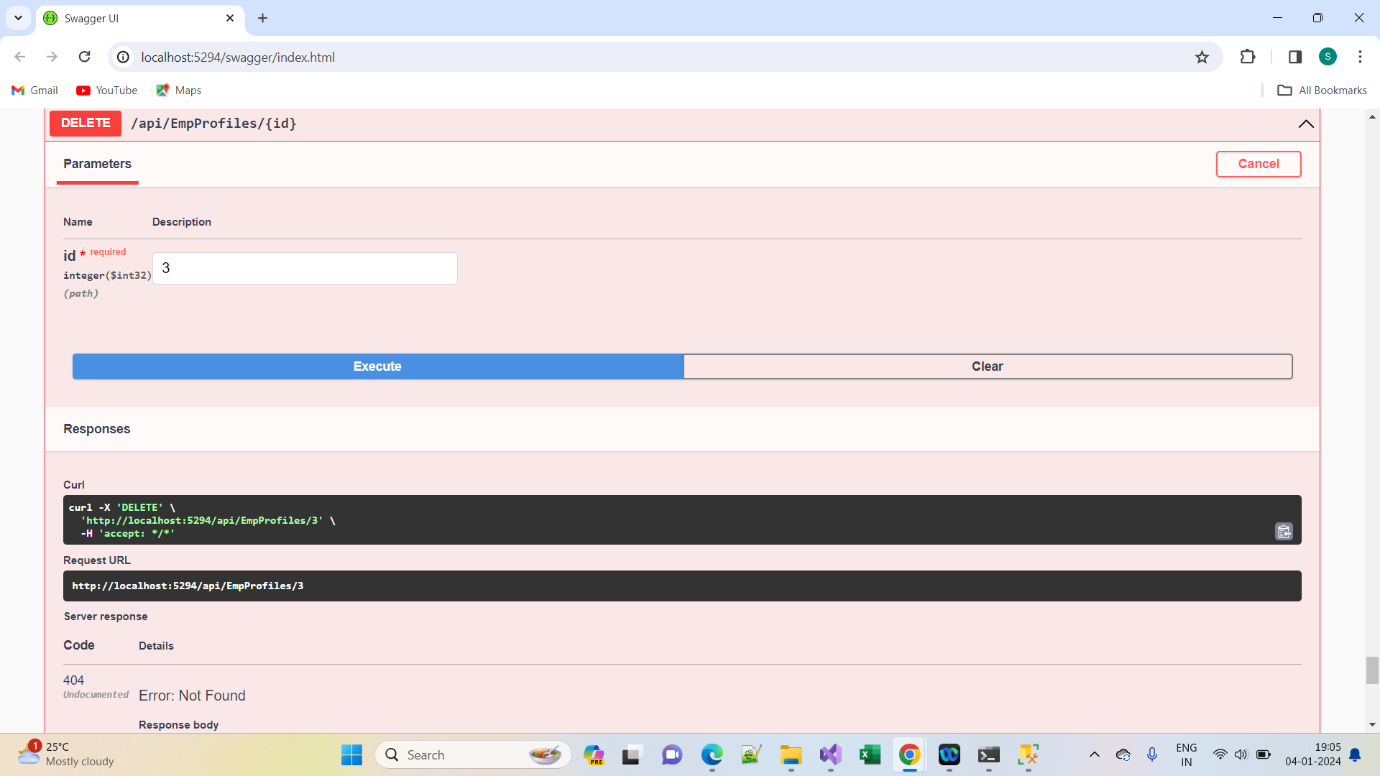 Swagger UI
localhost:5294/swagger/index.html
S
Gmail YouTube Maps All Bookmarks
DELETE /api/EmpProfiles/{id}
Parameters Cancel
Name Description
id * required
integer($int32)
(path)
3
Execute Clear
Responses
Curl
curl -X 'DELETE' \
'http://localhost:5294/api/EmpProfiles/3' \
-H 'accept: */*'
Request URL
http://localhost:5294/api/EmpProfiles/3
Server response
Code Details
404
Undocumented
Error: Not Found
Response body
1
25°C
Mostly cloudy
Search
PRE
ENG
IN
19:05
04-01-2024